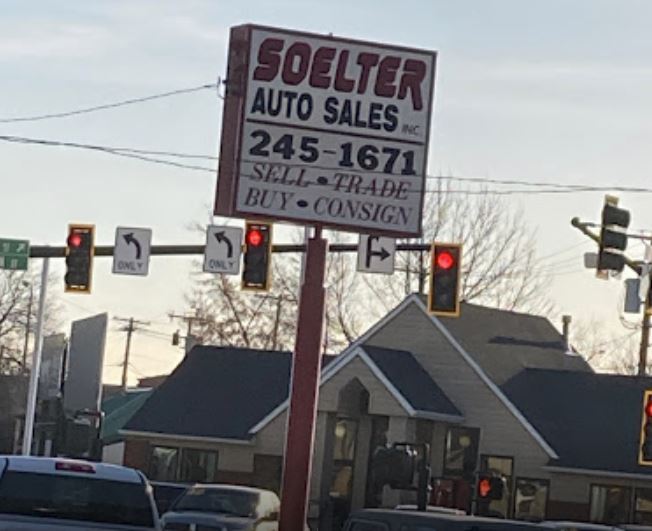 SOELTER
AUTO SALES INC.
245-1671
SELL • TRADE
BUY • CONSIGN
ONLY
ONLY